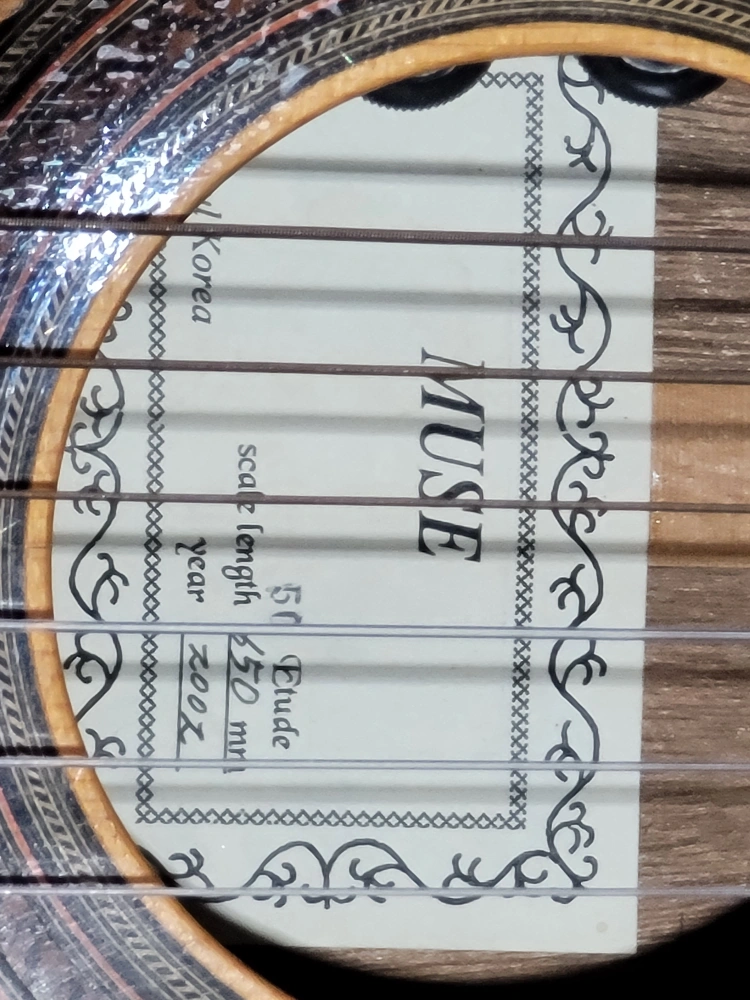 MUSE
Etude
scale length 650 mm
year 2002
Korea